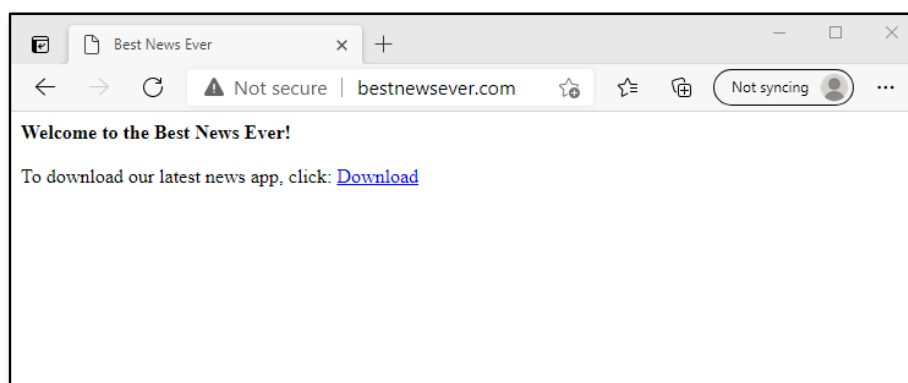 Best News Ever
Not secure bestnewsever.com Not syncing
Welcome to the Best News Ever!
To download our latest news app, click: Download